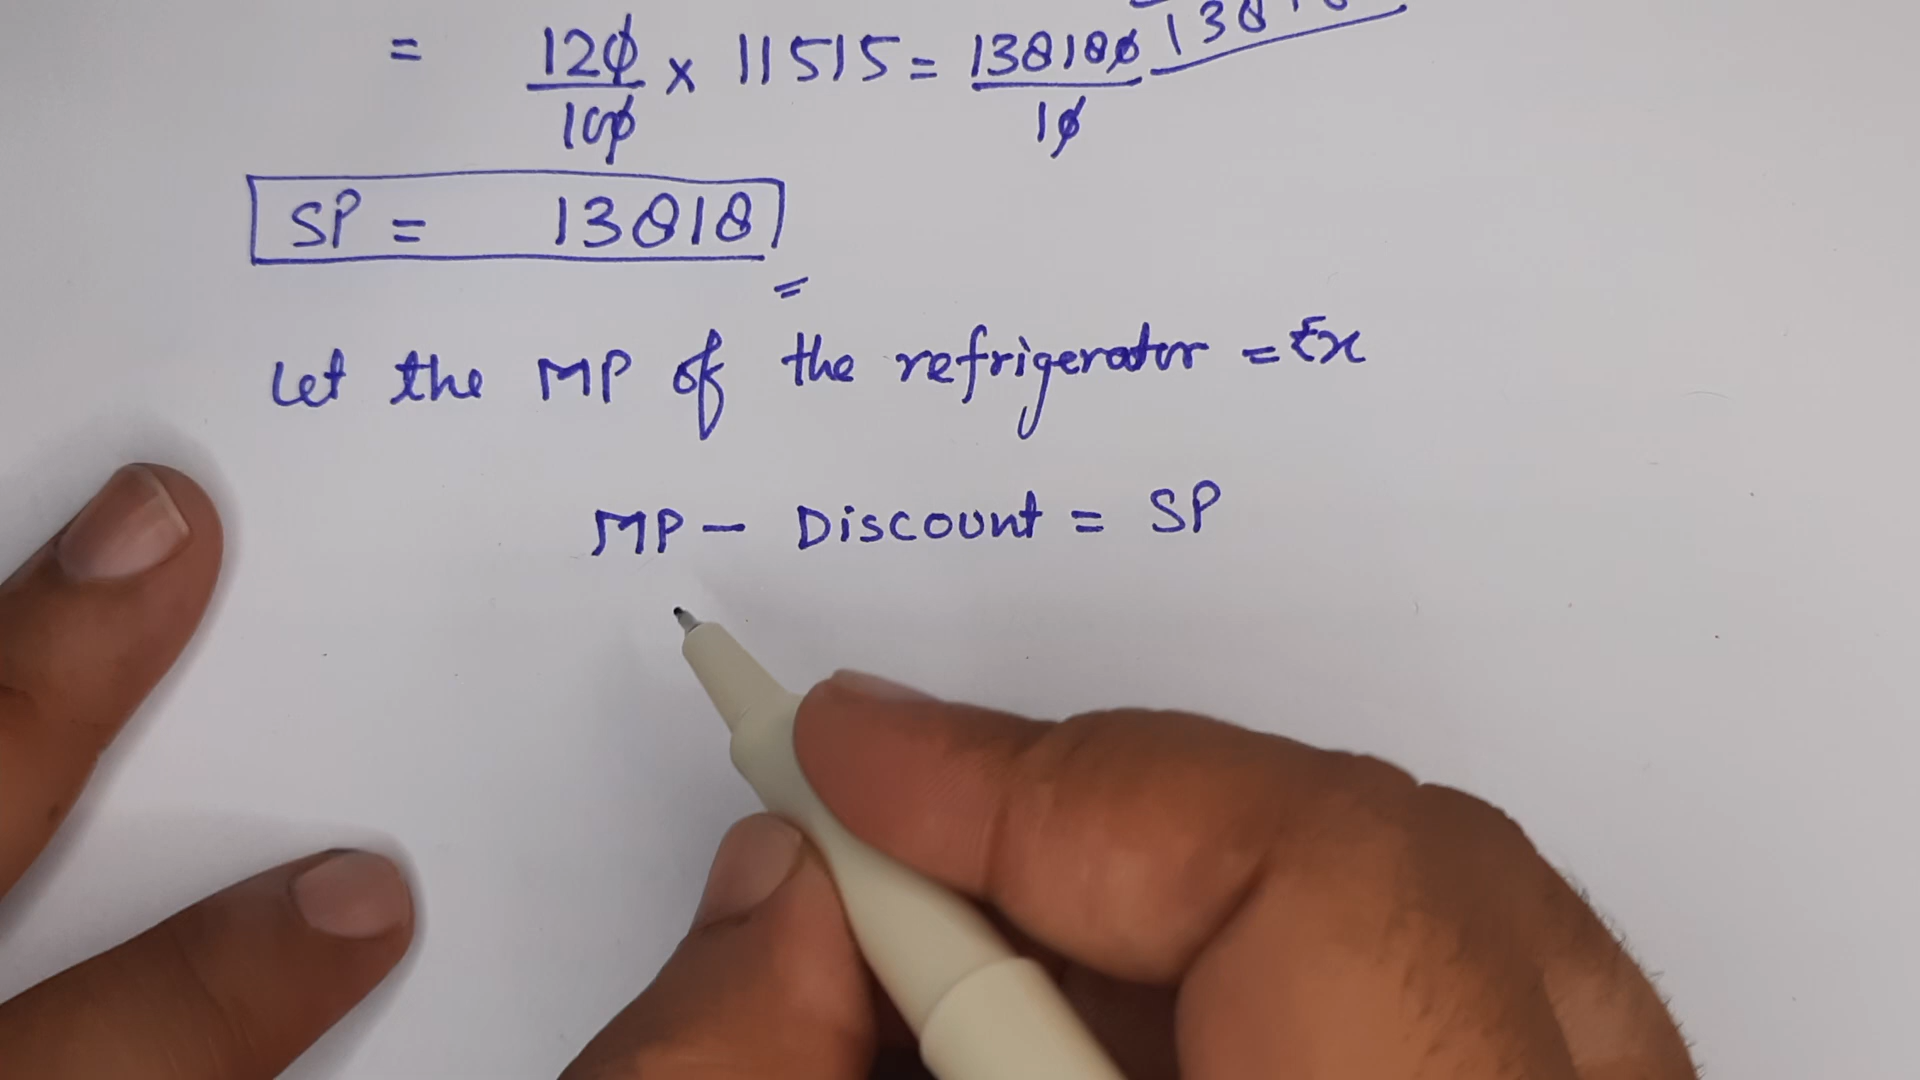 = 120/100 x 11515 = 138180/10
SP = 13818
=
Let the MP of the refrigerator = ₹x
MP - Discount = SP